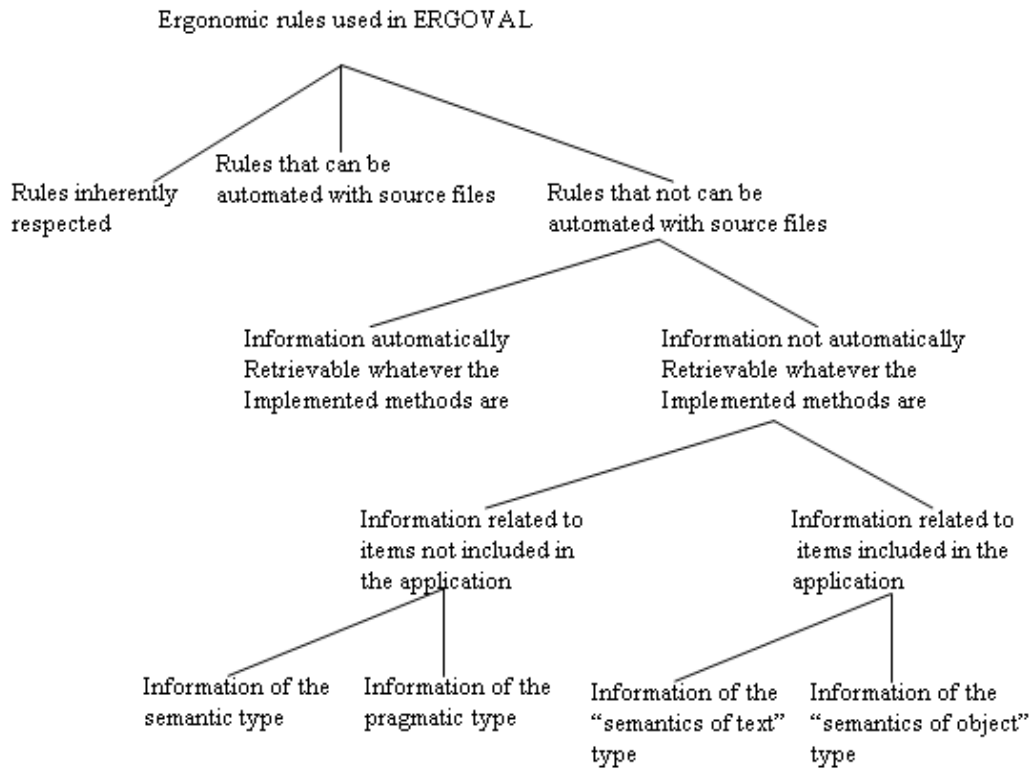 Ergonomic rules used in ERGOVAL
Rules inherently
respected
Rules that can be
automated with source files
Rules that not can be
automated with source files
Information automatically
Retrievable whatever the
Implemented methods are
Information not automatically
Retrievable whatever the
Implemented methods are
Information related to
items not included in
the application
Information related to
items included in the
application
Information of the
semantic type
Information of the
pragmatic type
Information of the
“semantics of text”
type
Information of the
“semantics of object”
type